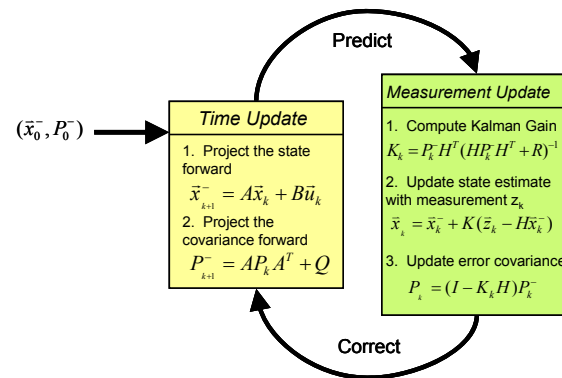 Predict
(x⃗₀⁻, P₀⁻)
Time Update
1. Project the state
forward
x⃗⁻ₖ₊₁ = Ax⃗ₖ + Bu⃗ₖ
2. Project the
covariance forward
P⁻ₖ₊₁ = APₖAᵀ + Q
Measurement Update
1. Compute Kalman Gain
Kₖ = Pₖ⁻Hᵀ(HPₖ⁻Hᵀ + R)⁻¹
2. Update state estimate
with measurement zₖ
x⃗ₖ = x⃗ₖ⁻ + K(z⃗ₖ − Hx⃗ₖ⁻)
3. Update error covariance
Pₖ = (I − KₖH)Pₖ⁻
Correct